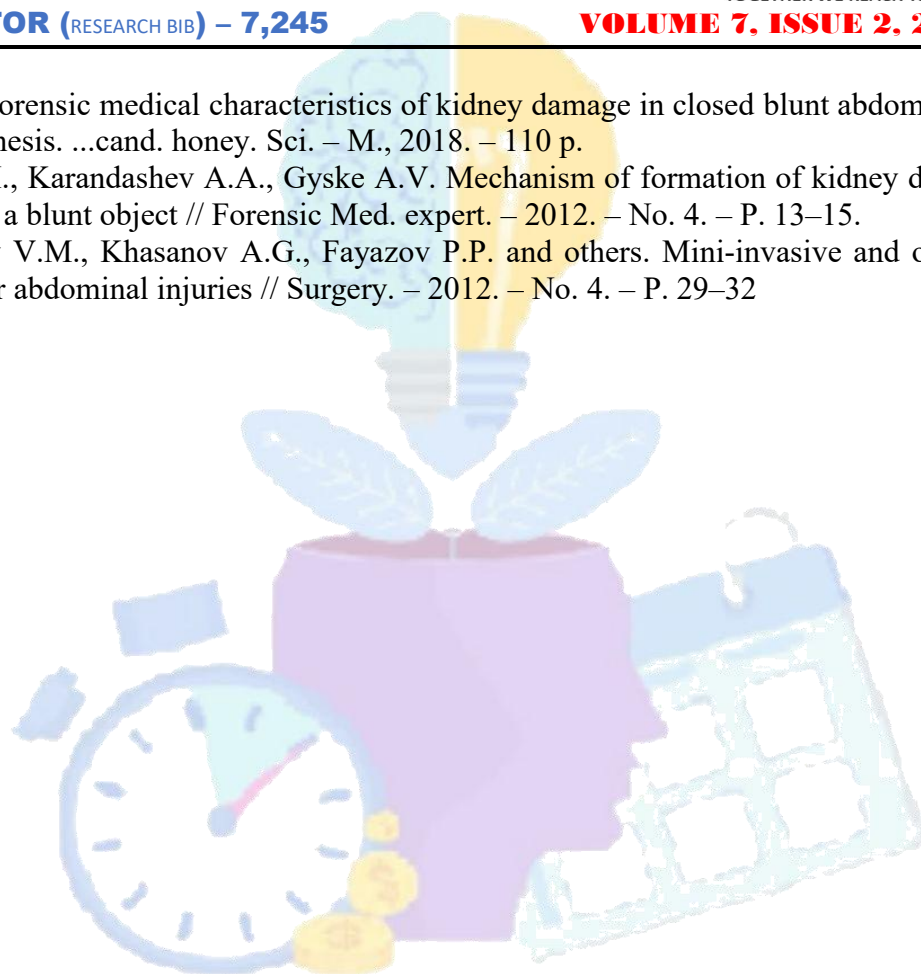 OR (RESEARCH BIB) – 7,245
VOLUME 7, ISSUE 2, 2
orensic medical characteristics of kidney damage in closed blunt abdom
nesis. ...cand. honey. Sci. – M., 2018. – 110 p.
I., Karandashev A.A., Gyske A.V. Mechanism of formation of kidney d
a blunt object // Forensic Med. expert. – 2012. – No. 4. – P. 13–15.
V.M., Khasanov A.G., Fayazov P.P. and others. Mini-invasive and o
r abdominal injuries // Surgery. – 2012. – No. 4. – P. 29–32